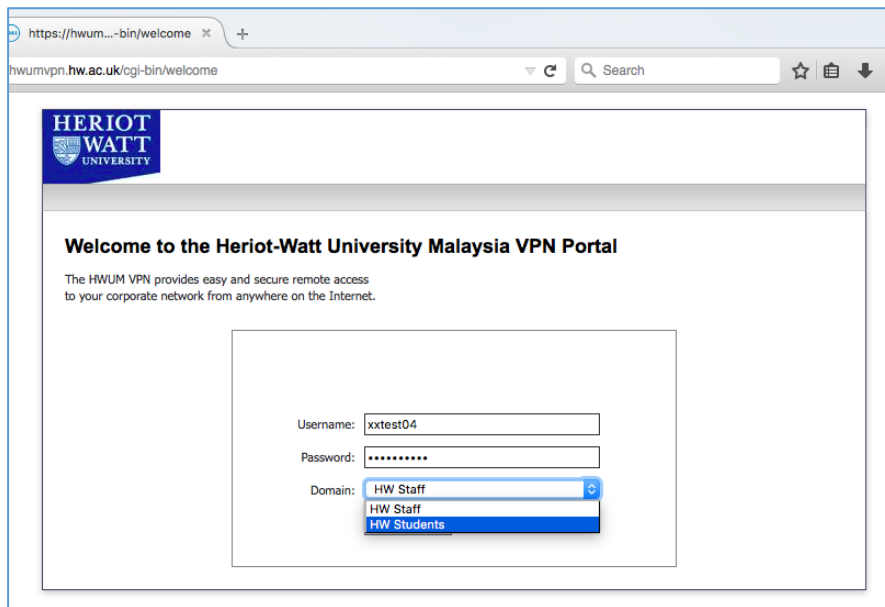 https://hwum...-bin/welcome
hwumvpn.hw.ac.uk/cgi-bin/welcome
Search
HERIOT
WATT
UNIVERSITY
Welcome to the Heriot-Watt University Malaysia VPN Portal
The HWUM VPN provides easy and secure remote access
to your corporate network from anywhere on the Internet.
Username: xxtest04
Password: ••••••••••
Domain: HW Staff
HW Staff
HW Students